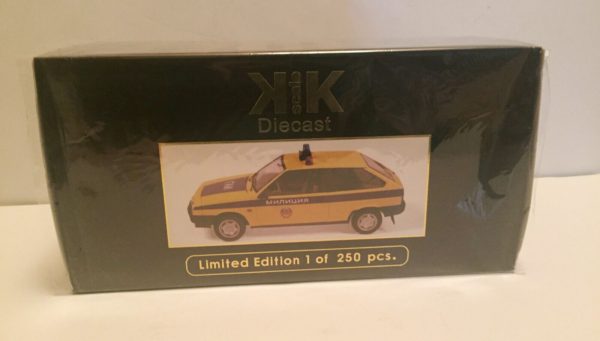 KK scale
Diecast
МИЛИЦИЯ
Limited Edition 1 of 250 pcs.